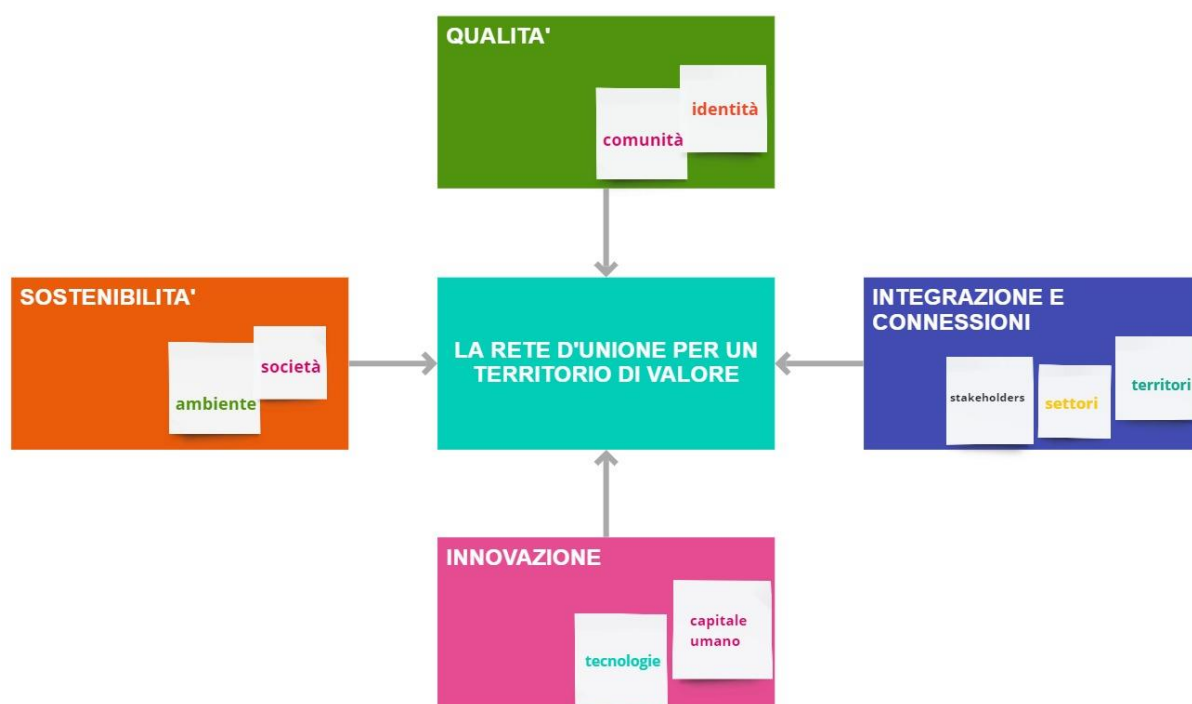 QUALITA'
identità
comunità
SOSTENIBILITA'
società
ambiente
LA RETE D'UNIONE PER UN
TERRITORIO DI VALORE
INTEGRAZIONE E
CONNESSIONI
stakeholders
settori
territori
INNOVAZIONE
capitale
umano
tecnologie